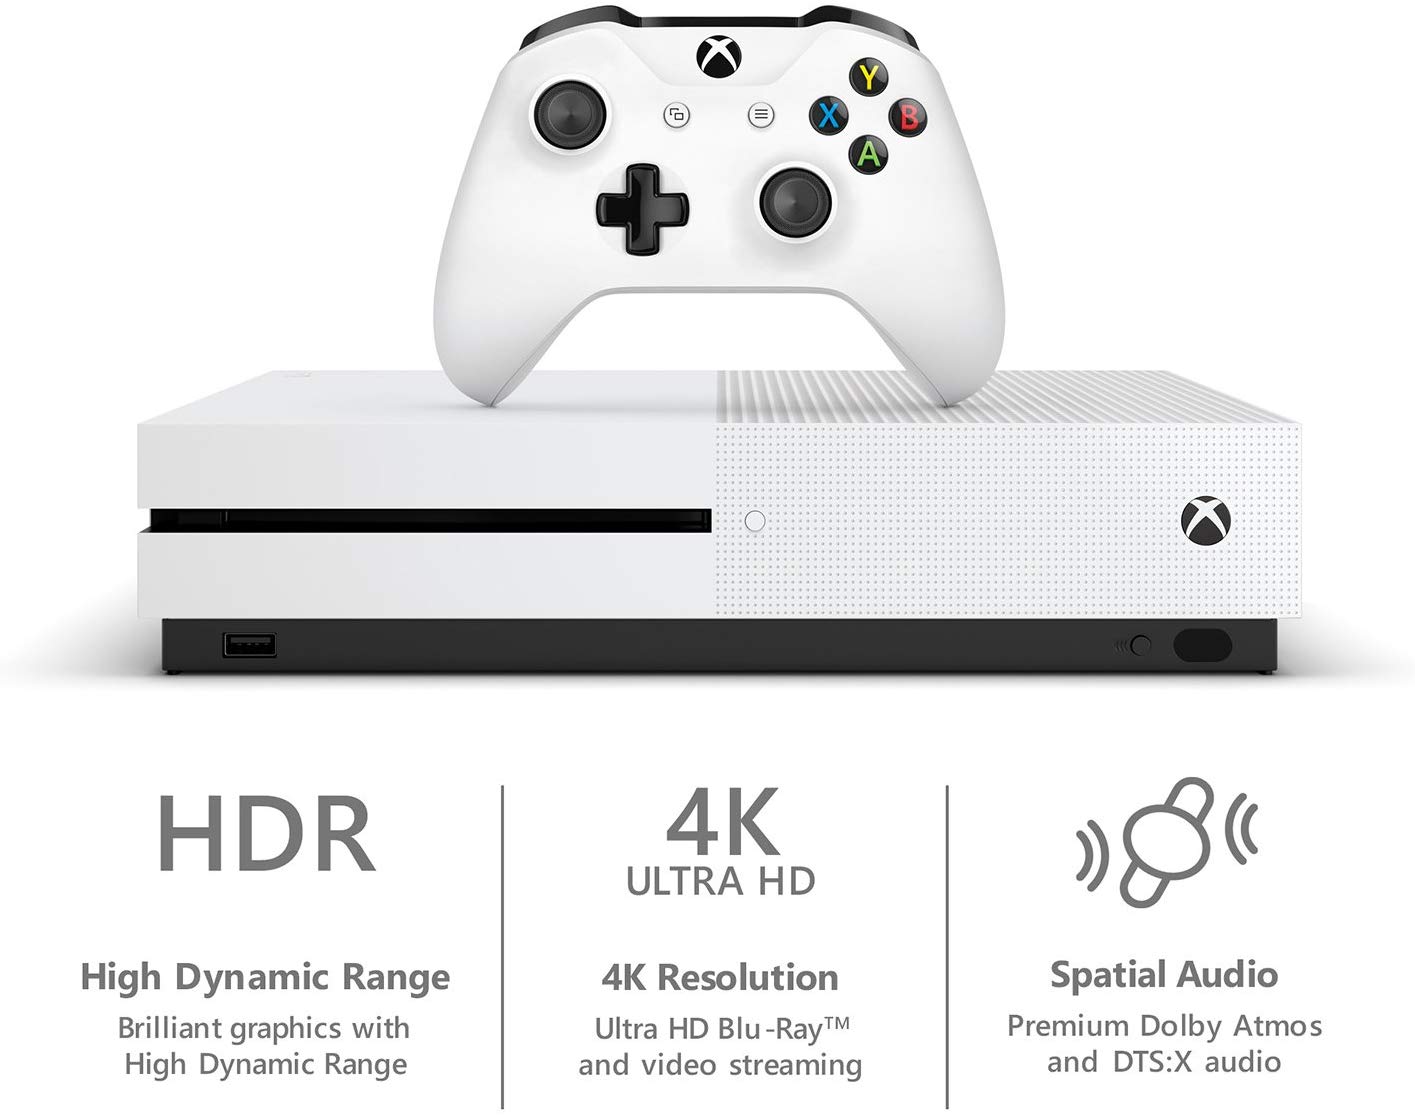 Y
X B
A
HDR
High Dynamic Range
Brilliant graphics with
High Dynamic Range
4K
ULTRA HD
4K Resolution
Ultra HD Blu-Ray™
and video streaming
Spatial Audio
Premium Dolby Atmos
and DTS:X audio